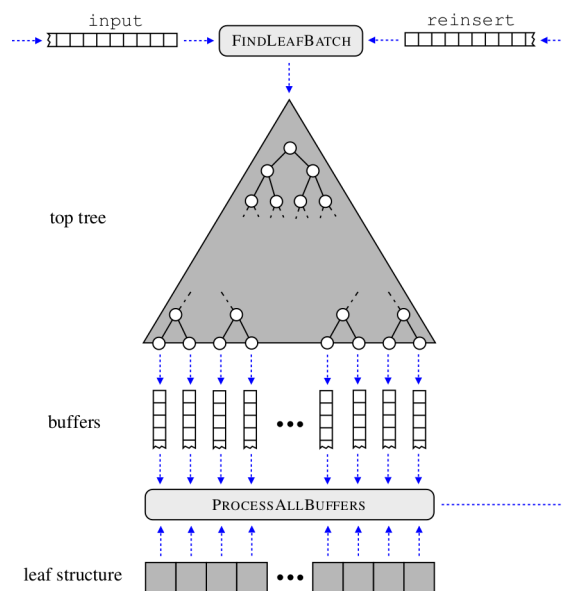 input
FINDLEAFBATCH
reinsert
top tree
buffers
PROCESSALLBUFFERS
leaf structure